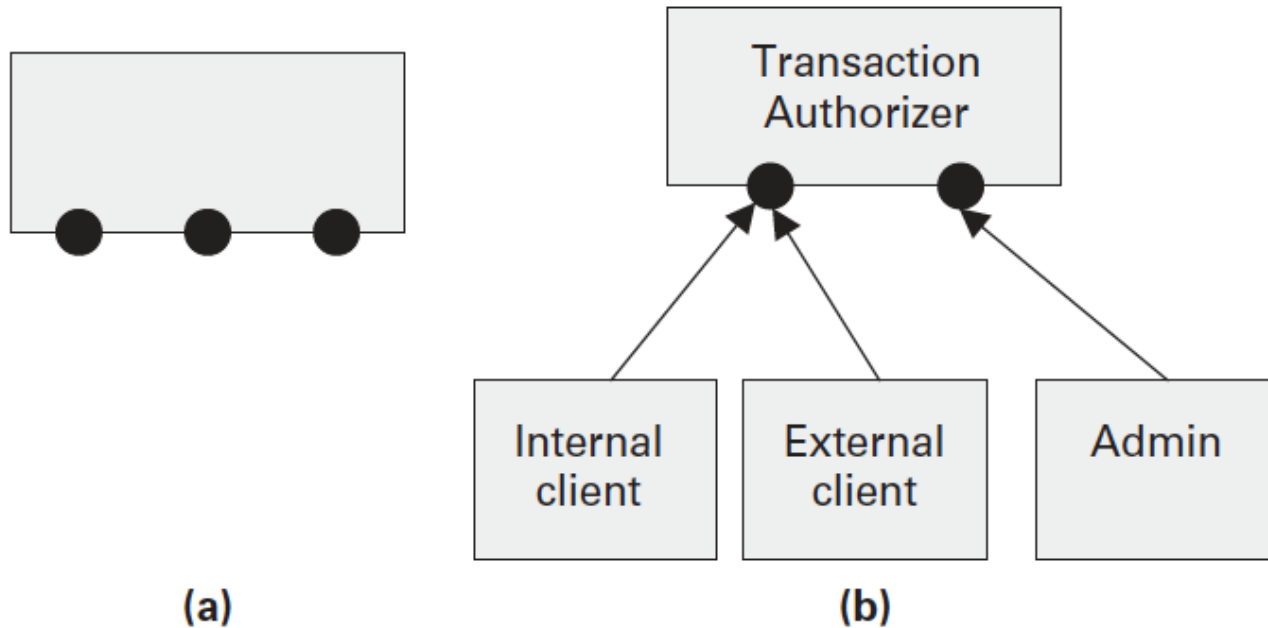 Transaction
Authorizer
Internal
client
External
client
Admin
(a)
(b)